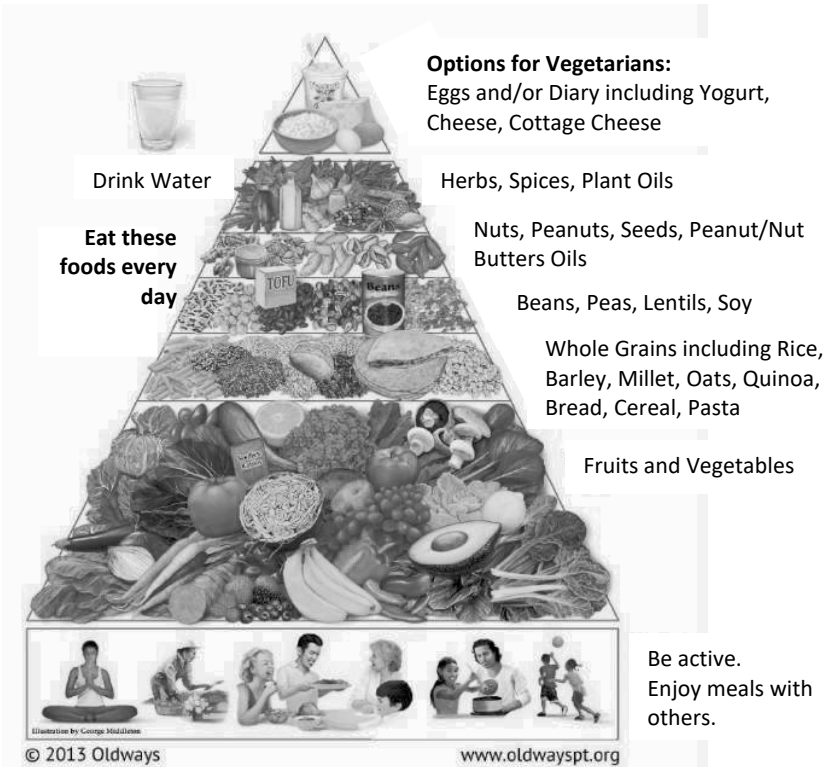 Options for Vegetarians:
Eggs and/or Diary including Yogurt,
Cheese, Cottage Cheese
Drink Water
Herbs, Spices, Plant Oils
Eat these
foods every
day
Nuts, Peanuts, Seeds, Peanut/Nut
Butters Oils
TOFU
Beans
Beans, Peas, Lentils, Soy
Whole Grains including Rice,
Barley, Millet, Oats, Quinoa,
Bread, Cereal, Pasta
Fruits and Vegetables
Be active.
Enjoy meals with
others.
Illustration by George Middleton
© 2013 Oldways
www.oldwayspt.org